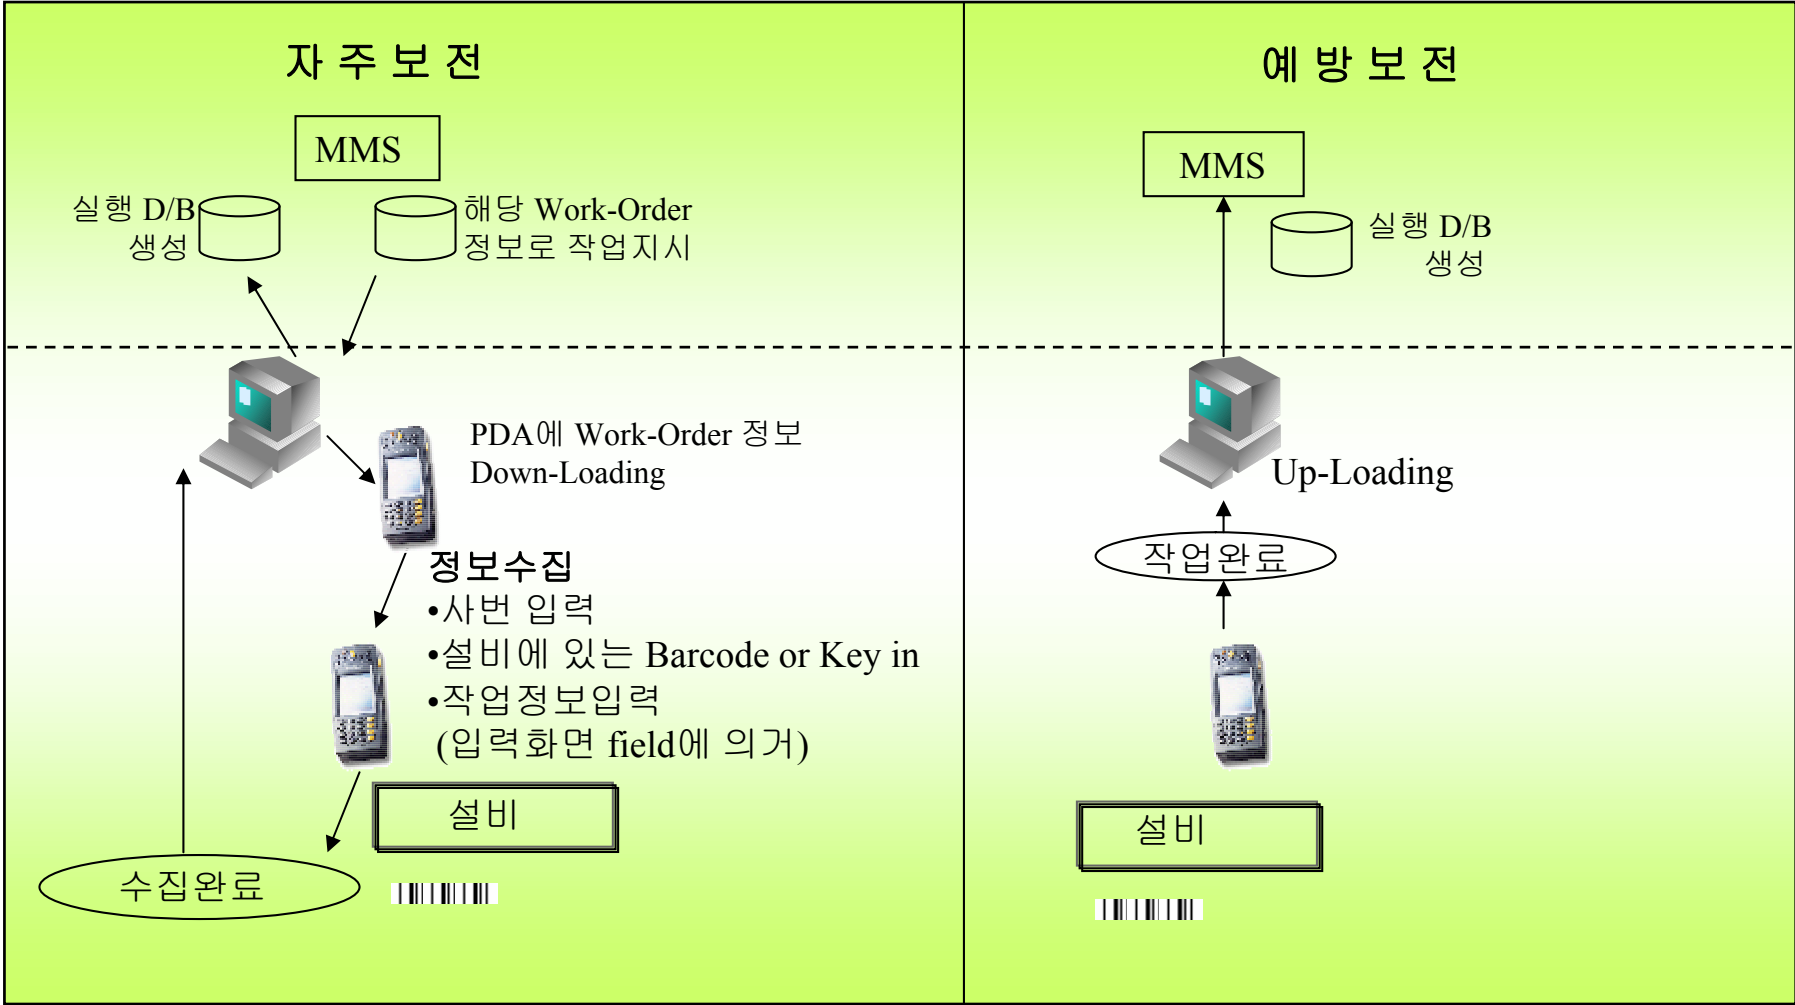 자 주 보 전
MMS
실행 D/B
생성
해당 Work-Order
정보로 작업지시
PDA에 Work-Order 정보
Down-Loading
정보수집
•사번 입력
•설비에 있는 Barcode or Key in
•작업정보입력
(입력화면 field에 의거)
설비
수집완료
예 방 보 전
MMS
실행 D/B
생성
Up-Loading
작업완료
설비